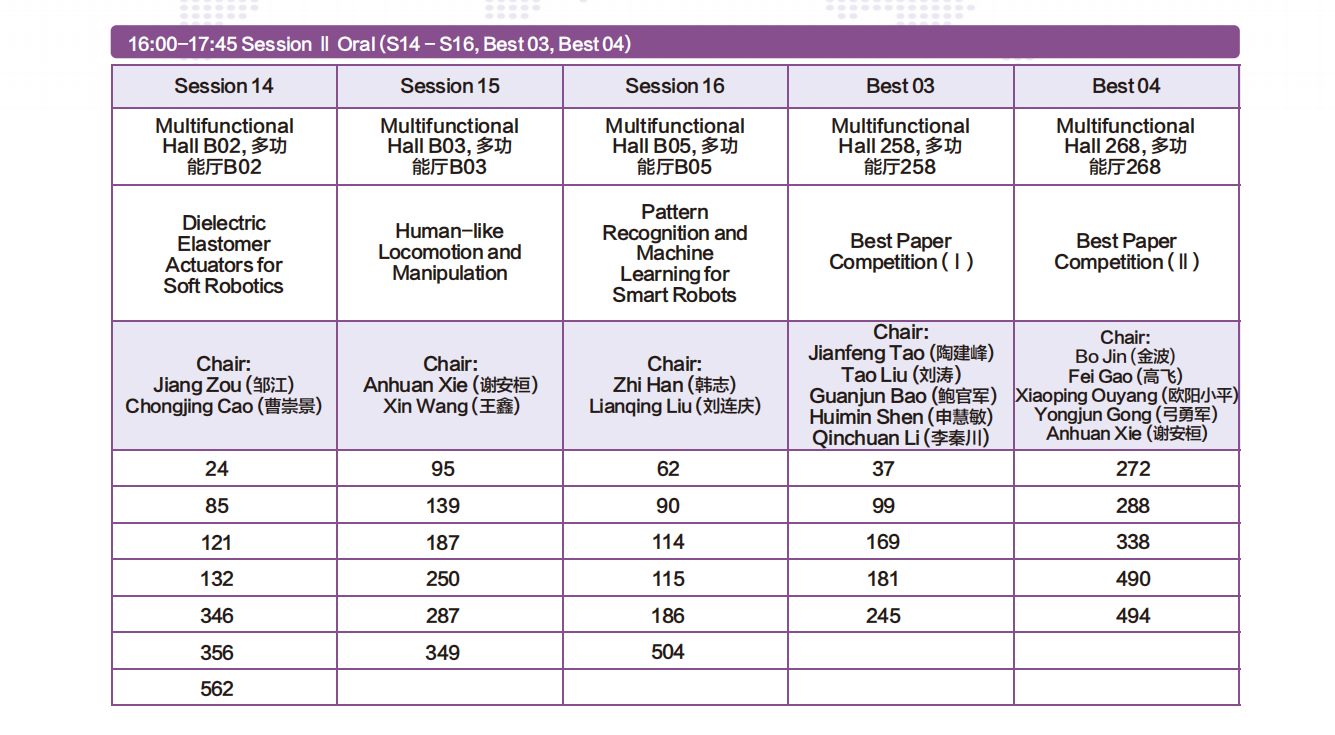 16:00-17:45 Session Ⅱ Oral (S14 - S16, Best 03, Best 04)
Session 14
Session 15
Session 16
Best 03
Best 04
Multifunctional
Hall B02, 多功
能厅B02
Multifunctional
Hall B03, 多功
能厅B03
Multifunctional
Hall B05, 多功
能厅B05
Multifunctional
Hall 258, 多功
能厅258
Multifunctional
Hall 268, 多功
能厅268
Dielectric
Elastomer
Actuators for
Soft Robotics
Human-like
Locomotion and
Manipulation
Pattern
Recognition and
Machine
Learning for
Smart Robots
Best Paper
Competition (Ⅰ)
Best Paper
Competition (Ⅱ)
Chair:
Jiang Zou (邹江)
Chongjing Cao (曹崇景)
Chair:
Anhuan Xie (谢安桓)
Xin Wang (王鑫)
Chair:
Zhi Han (韩志)
Lianqing Liu (刘连庆)
Chair:
Jianfeng Tao (陶建峰)
Tao Liu (刘涛)
Guanjun Bao (鲍官军)
Huimin Shen (申慧敏)
Qinchuan Li (李秦川)
Chair:
Bo Jin (金波)
Fei Gao (高飞)
Xiaoping Ouyang (欧阳小平)
Yongjun Gong (弓勇军)
Anhuan Xie (谢安桓)
24
95
62
37
272
85
139
90
99
288
121
187
114
169
338
132
250
115
181
490
346
287
186
245
494
356
349
504
562